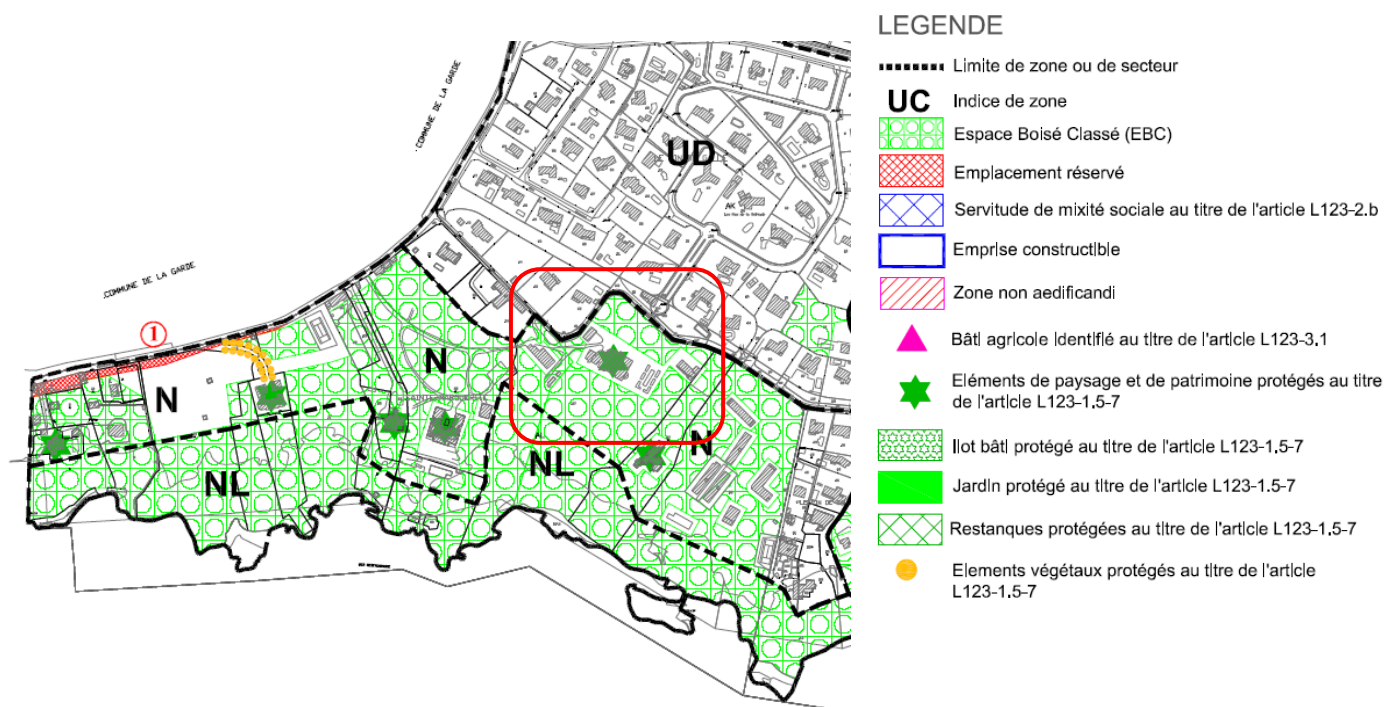 LEGENDE
Limite de zone ou de secteur
UC Indice de zone
Espace Boisé Classé (EBC)
Emplacement réservé
Servitude de mixité sociale au titre de l'article L123-2.b
Emprise constructible
Zone non aedificandi
Bâti agricole identifié au titre de l'article L123-3,1
Eléments de paysage et de patrimoine protégés au titre
de l'article L123-1,5-7
Ilot bâti protégé au titre de l'article L123-1,5-7
Jardin protégé au titre de l'article L123-1.5-7
Restanques protégées au titre de l'article L123-1,5-7
Elements végétaux protégés au titre de l'article
L123-1.5-7
COMMUNE DE LA GARDE
COMMUNE DE LA GARDE
UD
AK
.COMMUNE DE LA GARDE
1
N
N
N
NL
NL